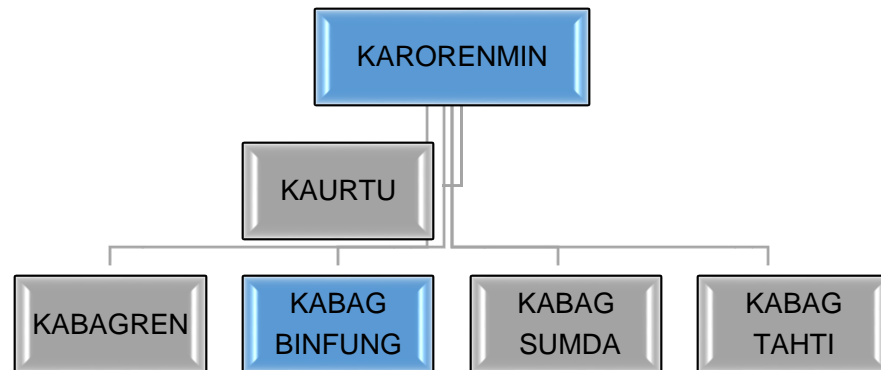 KARORENMIN
KAURTU
KABAGREN
KABAG
BINFUNG
KABAG
SUMDA
KABAG
TAHTI